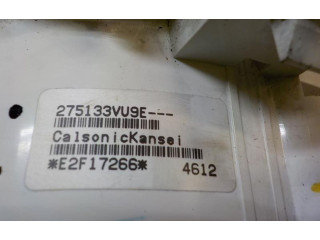 275133VU9E---
CalsonicKansei
*E2F17266* 4612